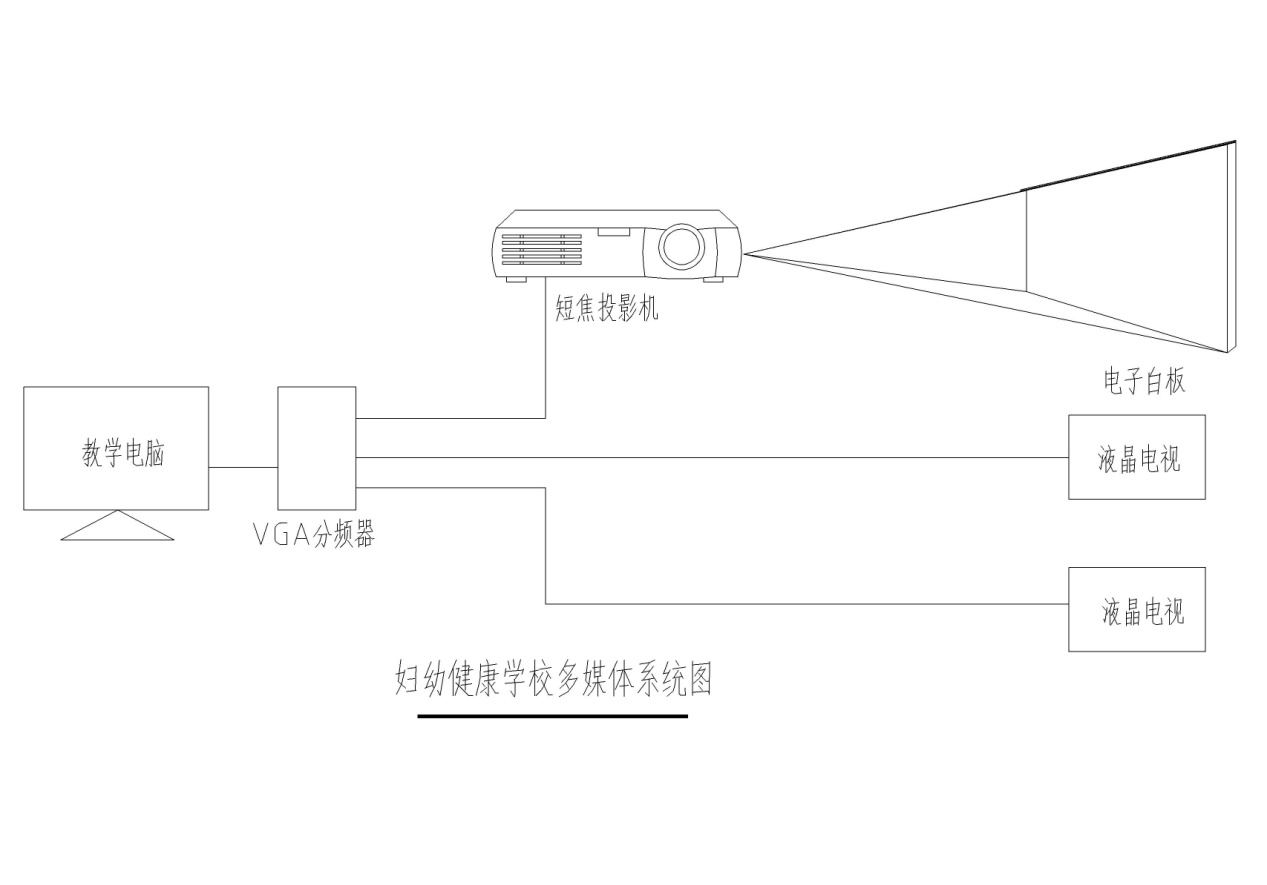 短焦投影机
电子白板
教学电脑
液晶电视
VGA分频器
液晶电视
妇幼健康学校多媒体系统图